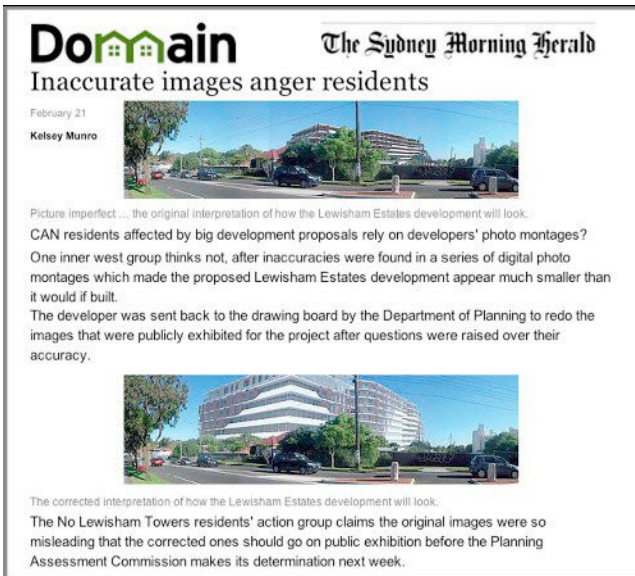 Domain
The Sydney Morning Herald
Inaccurate images anger residents
February 21
Kelsey Munro
Picture imperfect ... the original interpretation of how the Lewisham Estates development will look.
CAN residents affected by big development proposals rely on developers' photo montages?
One inner west group thinks not, after inaccuracies were found in a series of digital photo
montages which made the proposed Lewisham Estates development appear much smaller than
it would if built.
The developer was sent back to the drawing board by the Department of Planning to redo the
images that were publicly exhibited for the project after questions were raised over their
accuracy.
The corrected interpretation of how the Lewisham Estates development will look.
The No Lewisham Towers residents' action group claims the original images were so
misleading that the corrected ones should go on public exhibition before the Planning
Assessment Commission makes its determination next week.